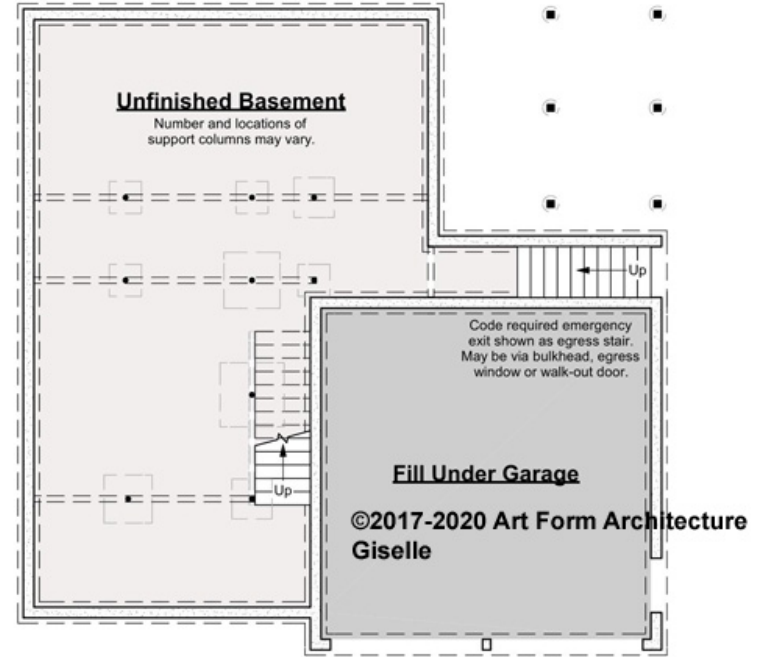 Unfinished Basement
Number and locations of
support columns may vary.
Up
Code required emergency
exit shown as egress stair.
May be via bulkhead, egress
window or walk-out door.
Fill Under Garage
Up
©2017-2020 Art Form Architecture
Giselle